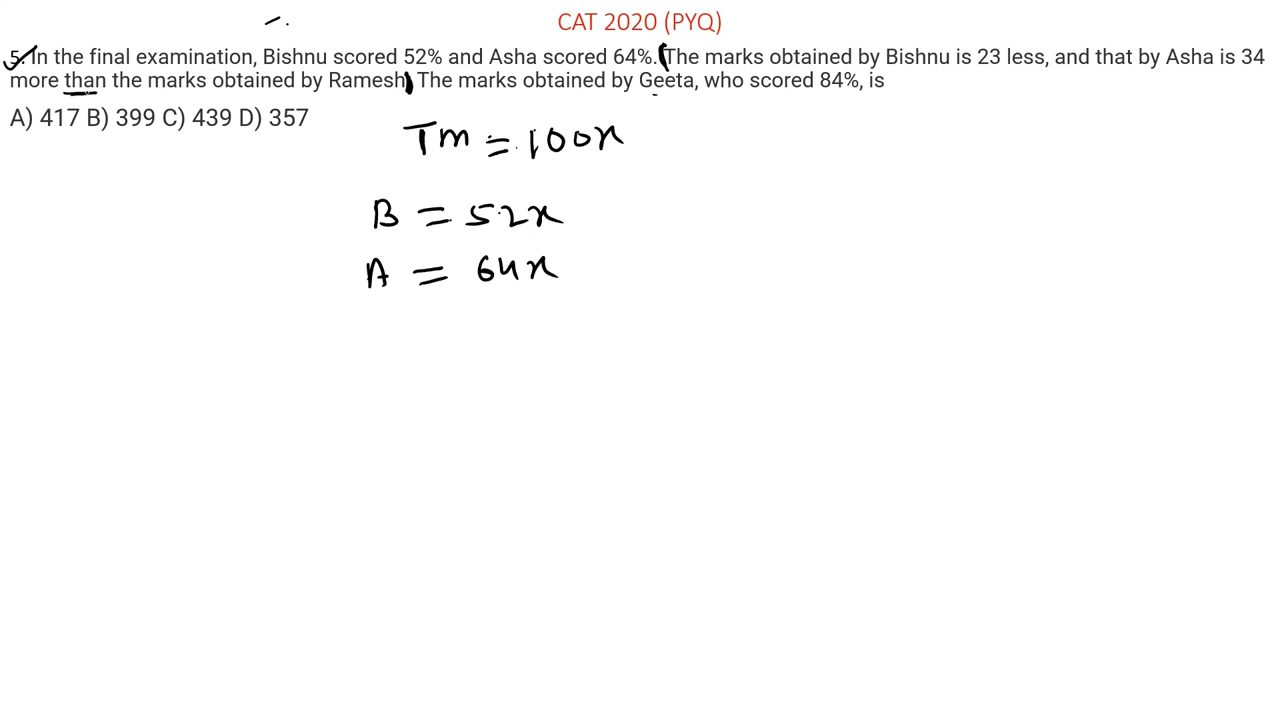 CAT 2020 (PYQ)
5. In the final examination, Bishnu scored 52% and Asha scored 64%. (The marks obtained by Bishnu is 23 less, and that by Asha is 34
more than the marks obtained by Ramesh) The marks obtained by Geeta, who scored 84%, is
A) 417 B) 399 C) 439 D) 357
Tm = 100x
B = 52x
A = 64x